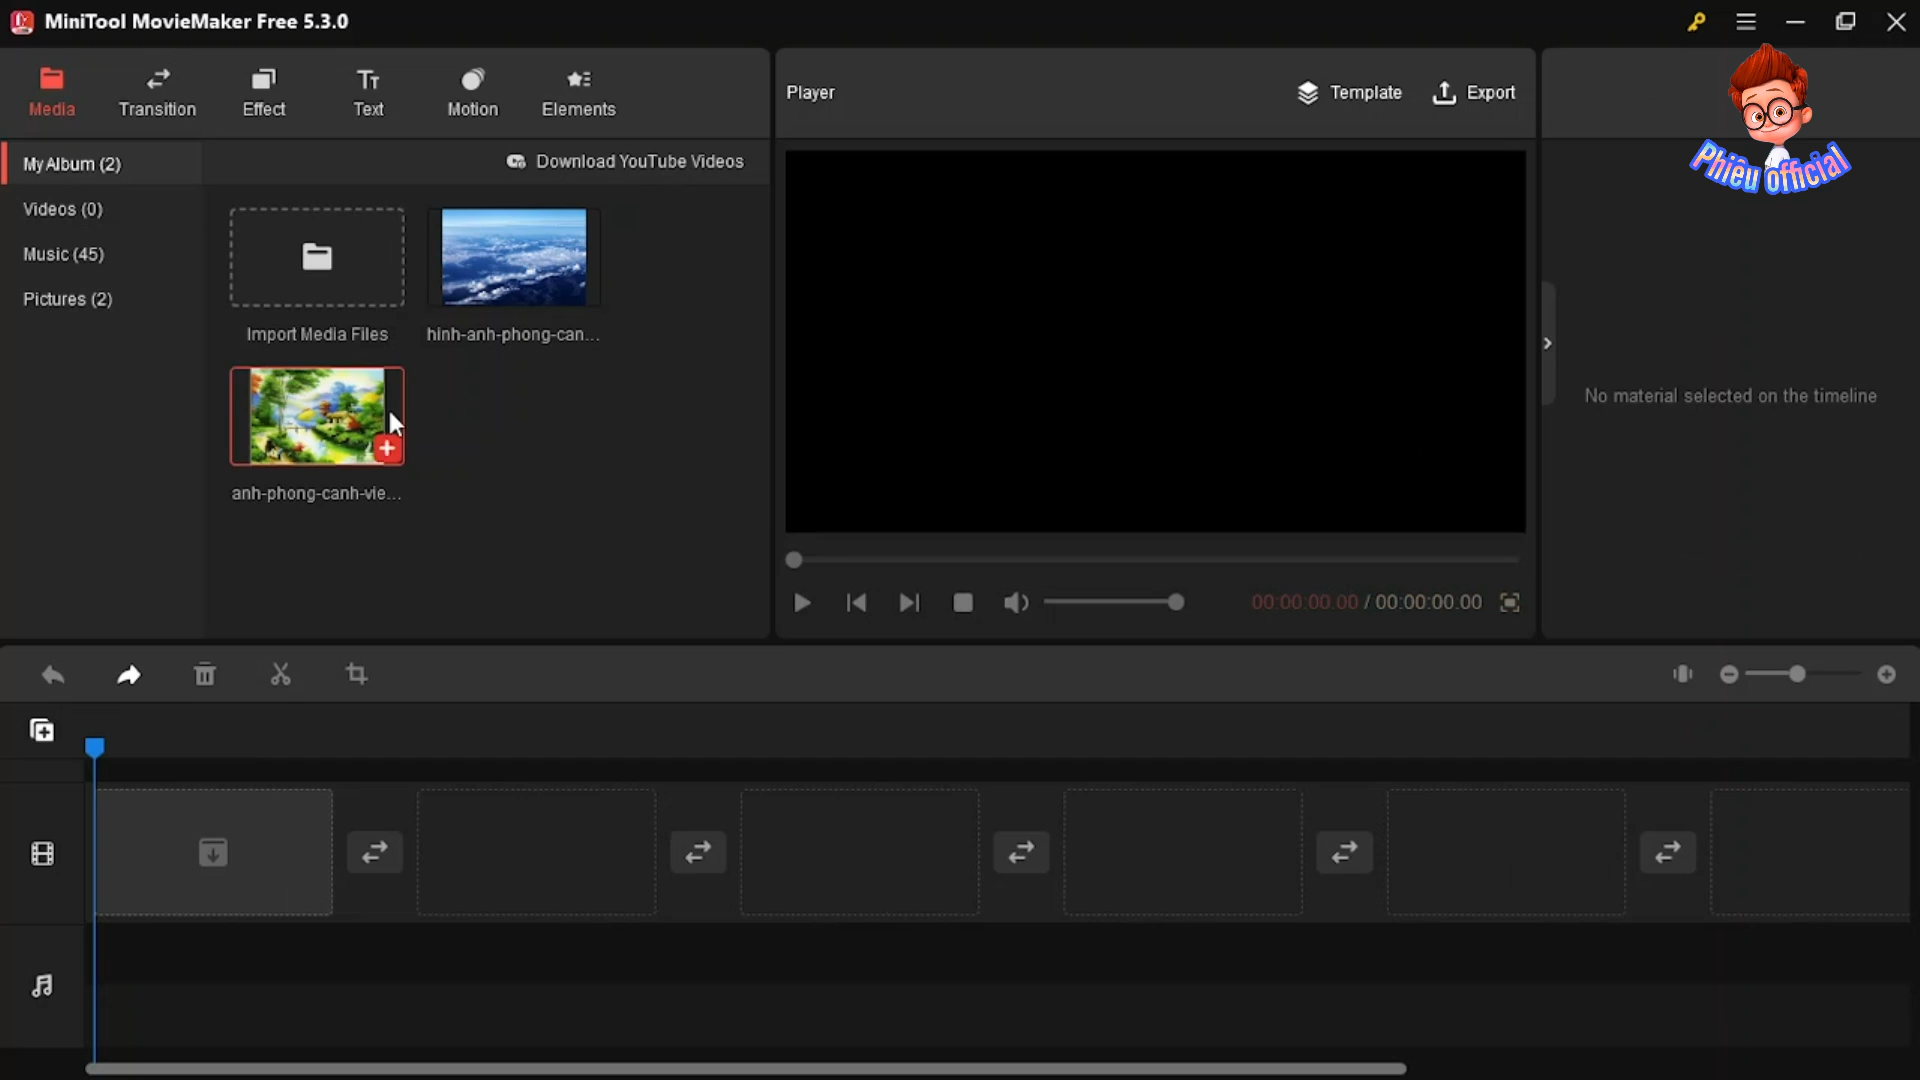 MiniTool MovieMaker Free 5.3.0
Media
Transition
Effect
Text
Motion
Elements
Player
Template
Export
Phiêu official
My Album (2)
Download YouTube Videos
Videos (0)
Music (45)
Pictures (2)
Import Media Files
hinh-anh-phong-can...
anh-phong-canh-vie...
No material selected on the timeline
00:00:00.00 / 00:00:00.00